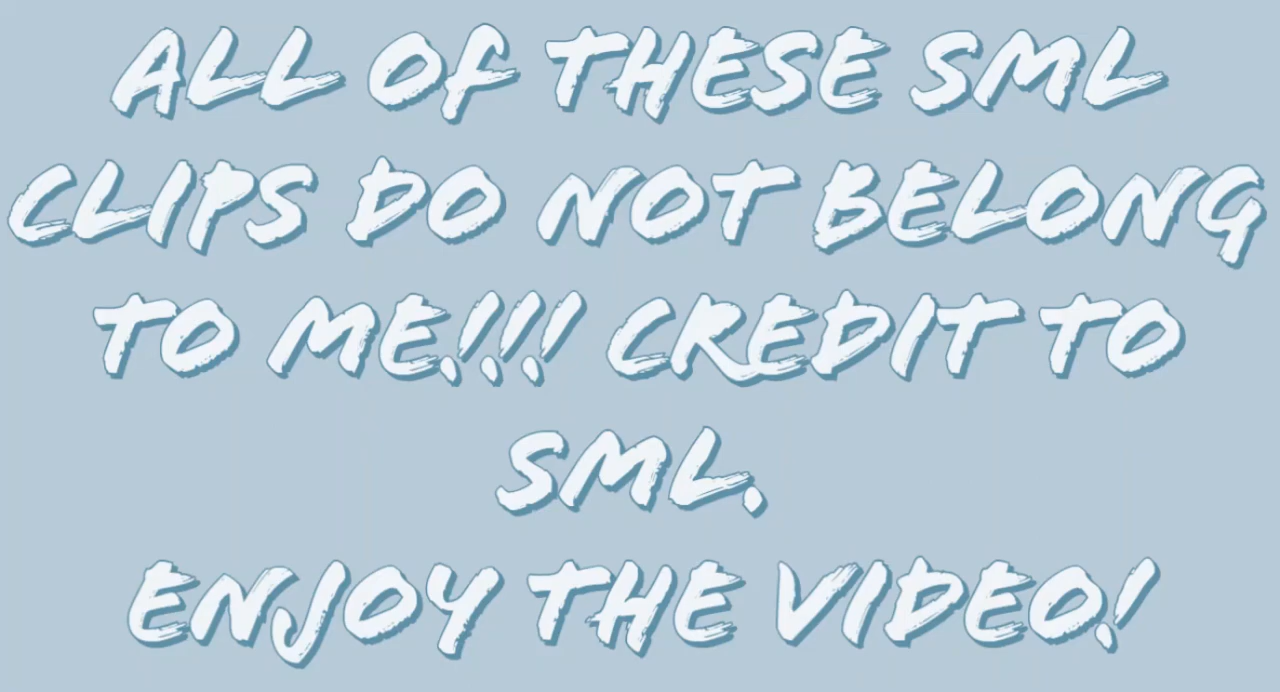 ALL OF THESE SML
CLIPS DO NOT BELONG
TO ME!!! CREDIT TO
SML.
ENJOY THE VIDEO!